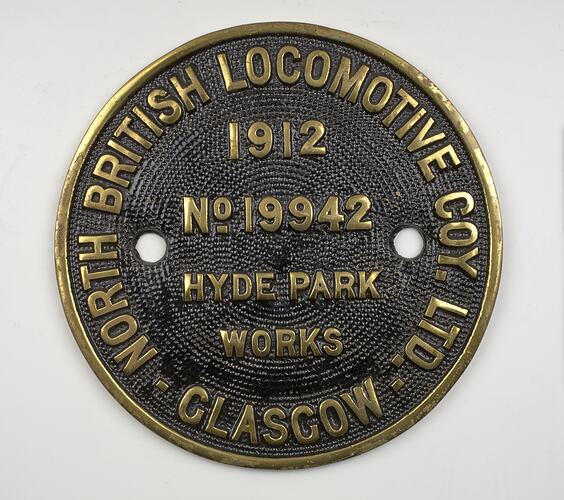 NORTH BRITISH LOCOMOTIVE COY. LTD.
1912
No 19942
HYDE PARK
WORKS
- GLASGOW -